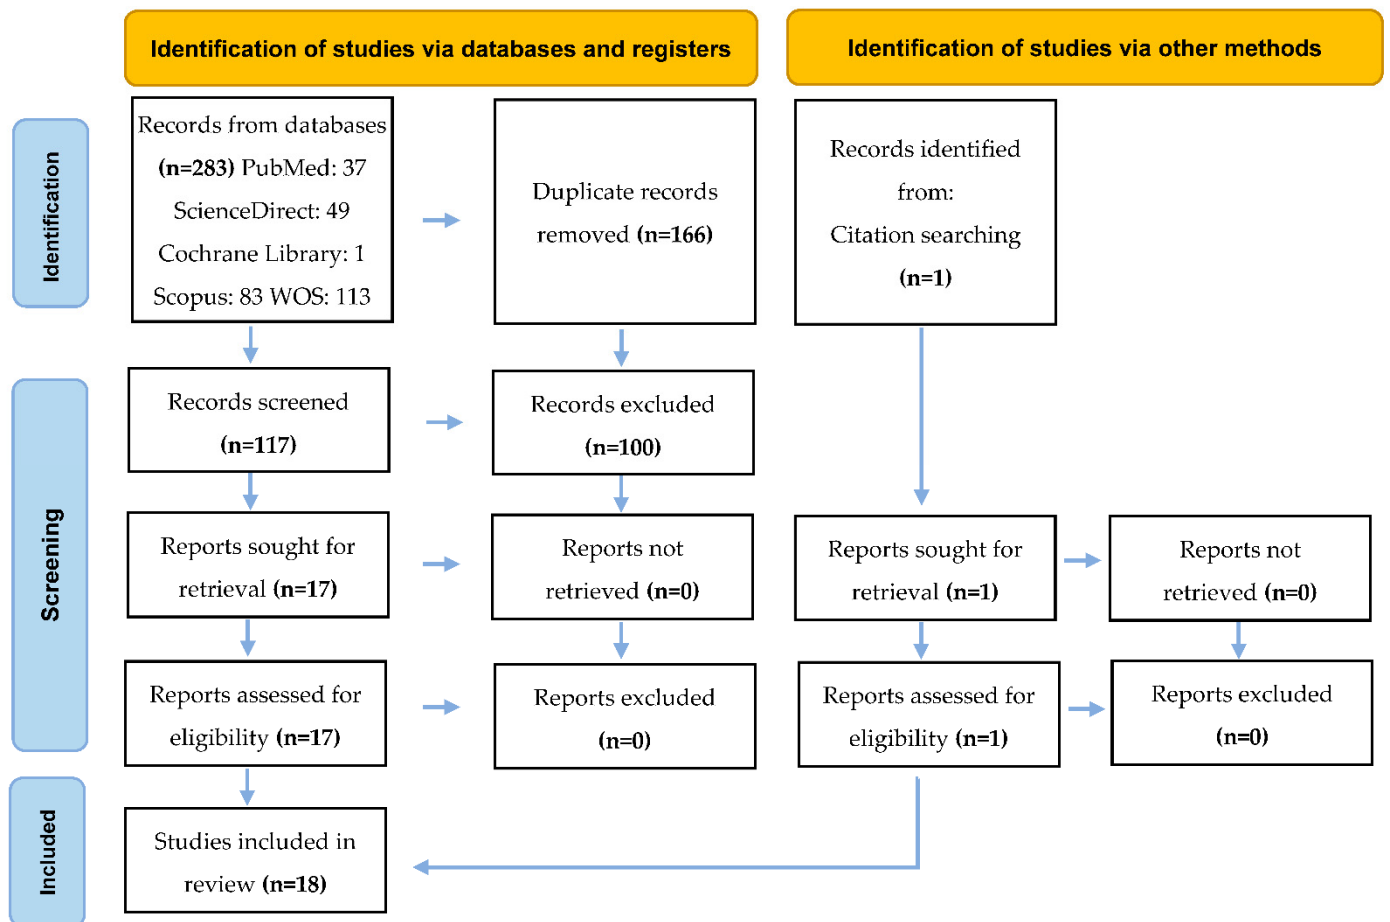 Identification of studies via databases and registers
Identification of studies via other methods
Identification
Records from databases
(n=283) PubMed: 37
ScienceDirect: 49
Cochrane Library: 1
Scopus: 83 WOS: 113
Duplicate records
removed (n=166)
Records identified
from:
Citation searching
(n=1)
Screening
Records screened
(n=117)
Records excluded
(n=100)
Reports sought for
retrieval (n=17)
Reports not
retrieved (n=0)
Reports sought for
retrieval (n=1)
Reports not
retrieved (n=0)
Reports assessed for
eligibility (n=17)
Reports excluded
(n=0)
Reports assessed for
eligibility (n=1)
Reports excluded
(n=0)
Included
Studies included in
review (n=18)